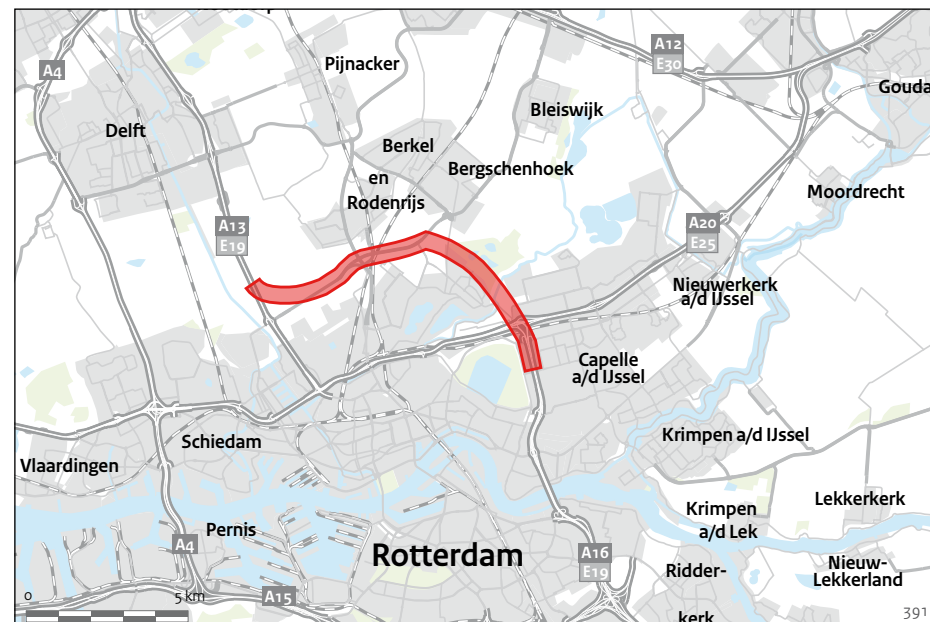 A4
Delft
Pijnacker
A12
E30
Gouda
Bleiswijk
Berkel
en
Rodenrijs
Bergschenhoek
Moordrecht
A13
E19
A20
E25
Nieuwerkerk
a/d IJssel
Capelle
a/d IJssel
Schiedam
Krimpen a/d IJssel
Vlaardingen
Lekkerkerk
Krimpen
a/d Lek
Pernis
A4
Rotterdam
A16
E19
Ridder-
kerk
Nieuw-
Lekkerland
0 5 km
A15
391